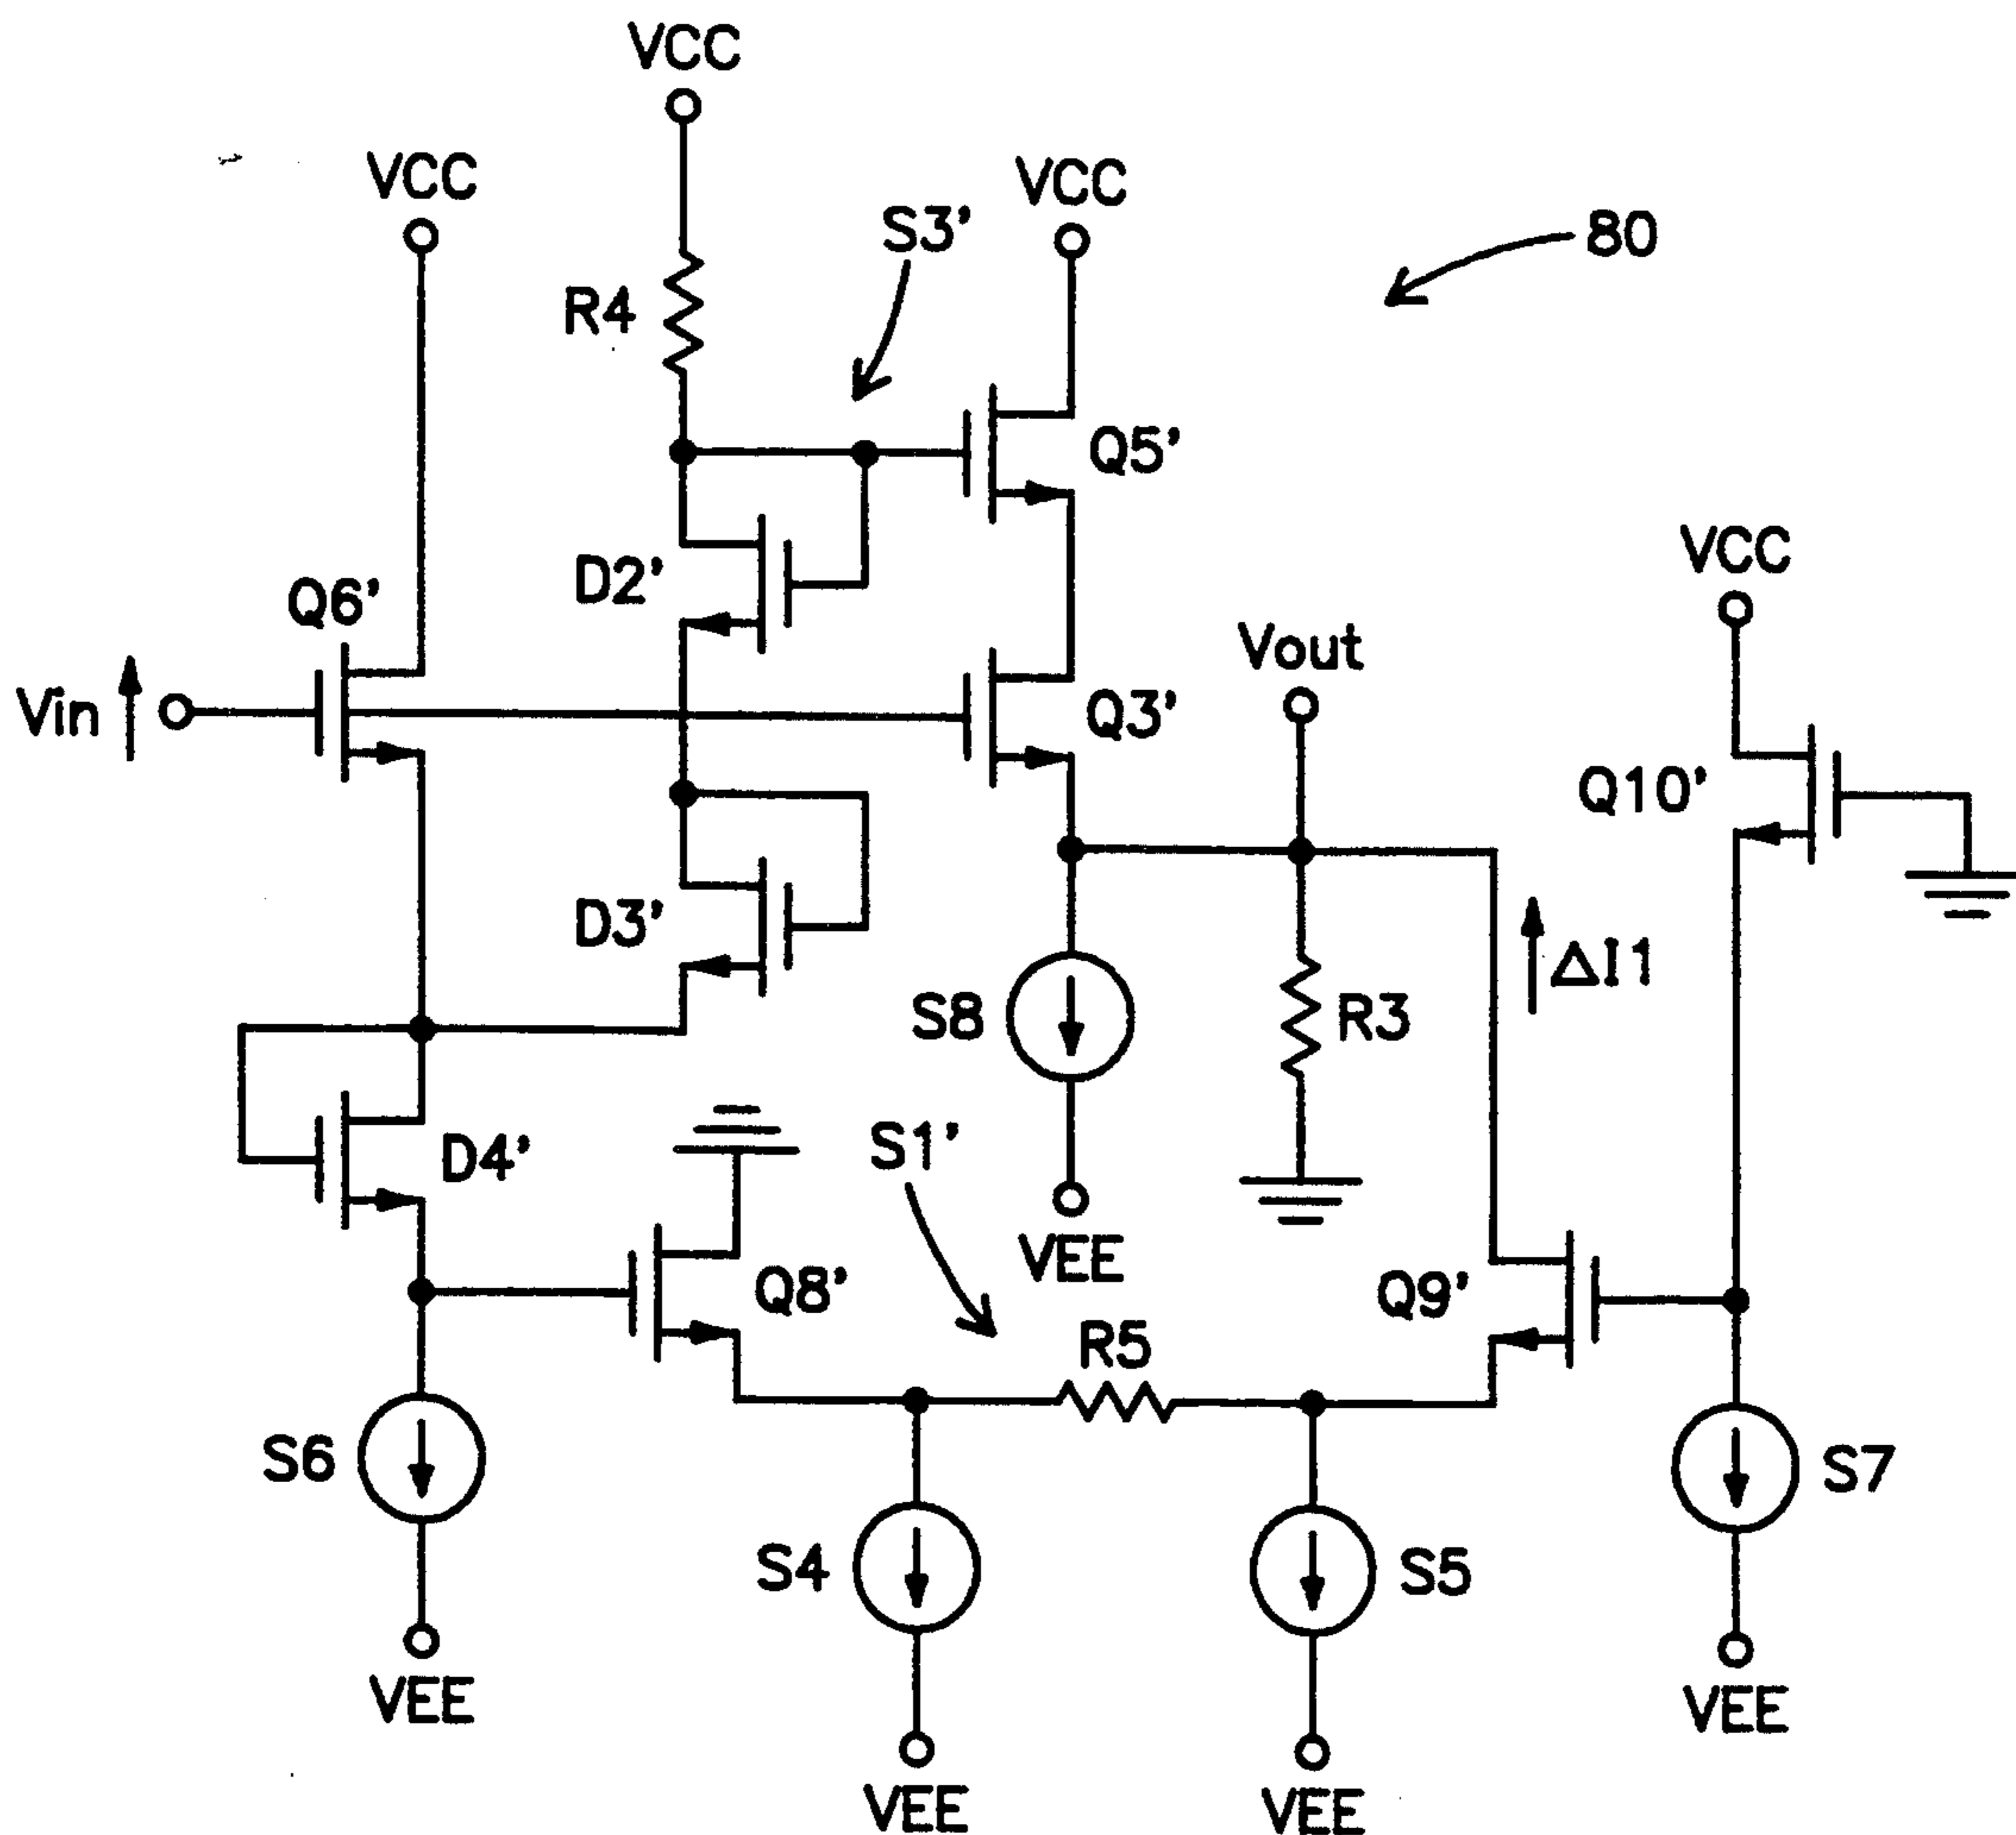 VCC
VCC
VCC
S3'
80
R4
Q5'
VCC
D2'
Q6'
Vout
Vin
Q3'
Q10'
D3'
ΔI1
S8
R3
S1'
D4'
VEE
Q8'
Q9'
R5
S6
S7
S4
S5
VEE
VEE
VEE
VEE